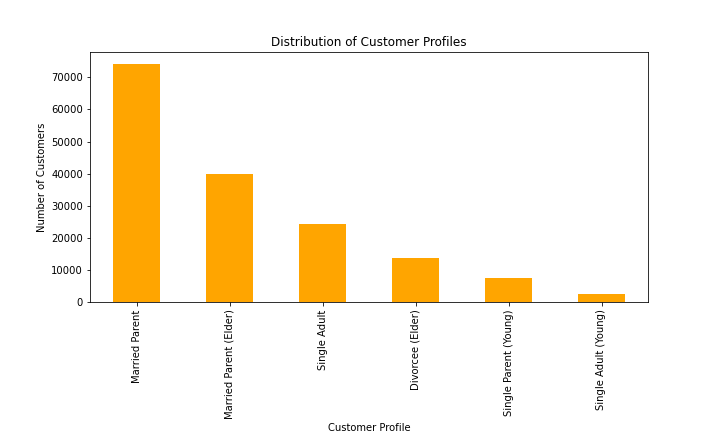 Distribution of Customer Profiles
Number of Customers
70000
60000
50000
40000
30000
20000
10000
0
Married Parent
Married Parent (Elder)
Single Adult
Divorcee (Elder)
Single Parent (Young)
Single Adult (Young)
Customer Profile